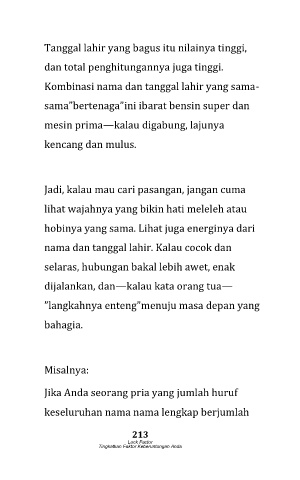 Tanggal lahir yang bagus itu nilainya tinggi,
dan total penghitungannya juga tinggi.
Kombinasi nama dan tanggal lahir yang sama-
sama”bertenaga”ini ibarat bensin super dan
mesin prima—kalau digabung, lajunya
kencang dan mulus.
Jadi, kalau mau cari pasangan, jangan cuma
lihat wajahnya yang bikin hati meleleh atau
hobinya yang sama. Lihat juga energinya dari
nama dan tanggal lahir. Kalau cocok dan
selaras, hubungan bakal lebih awet, enak
dijalankan, dan—kalau kata orang tua—
”langkahnya enteng”menuju masa depan yang
bahagia.
Misalnya:
Jika Anda seorang pria yang jumlah huruf
keseluruhan nama nama lengkap berjumlah
213
Luck Factor
Tingkatkan Faktor Keberuntungan Anda